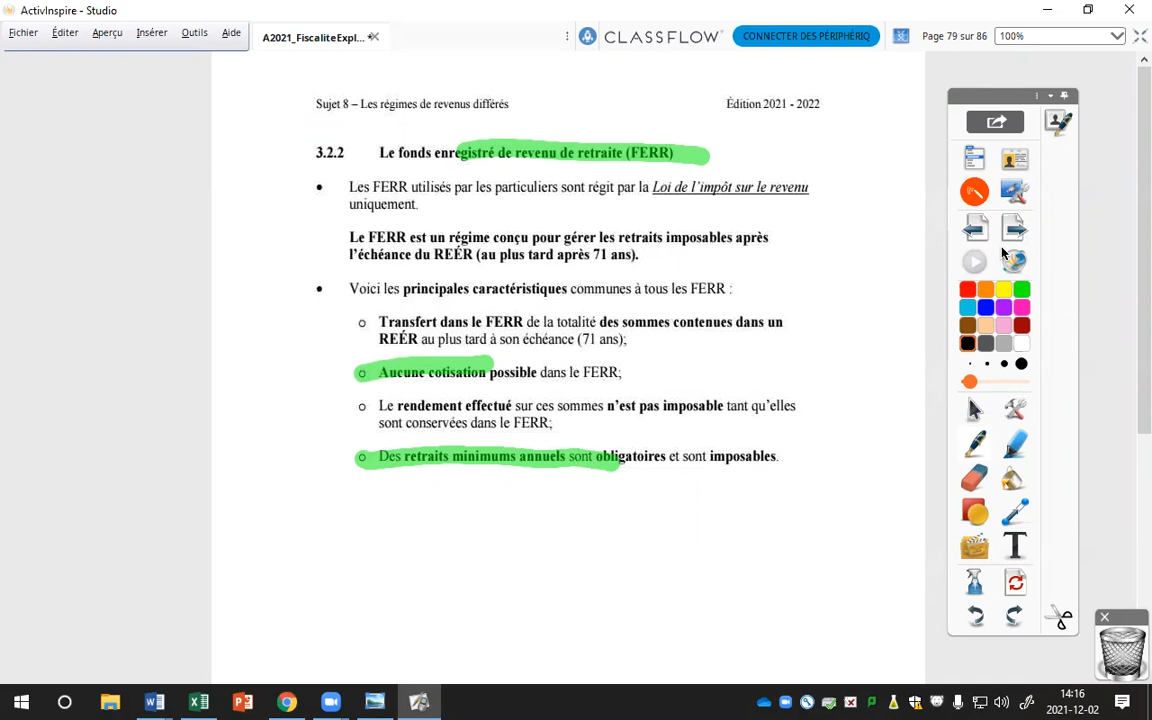 ActivInspire - Studio
Fichier Éditer Aperçu Insérer Outils Aide
A2021_FiscaliteExpl...
CLASSFLOW
CONNECTER DES PÉRIPHÉRIQ
Page 79 sur 86
100%
Sujet 8 – Les régimes de revenus différés Édition 2021 - 2022
3.2.2 Le fonds enregistré de revenu de retraite (FERR)
• Les FERR utilisés par les particuliers sont régit par la Loi de l'impôt sur le revenu
uniquement.
Le FERR est un régime conçu pour gérer les retraits imposables après
l'échéance du REÉR (au plus tard après 71 ans).
• Voici les principales caractéristiques communes à tous les FERR :
o Transfert dans le FERR de la totalité des sommes contenues dans un
REÉR au plus tard à son échéance (71 ans);
o Aucune cotisation possible dans le FERR;
o Le rendement effectué sur ces sommes n'est pas imposable tant qu'elles
sont conservées dans le FERR;
o Des retraits minimums annuels sont obligatoires et sont imposables.
14:16
2021-12-02